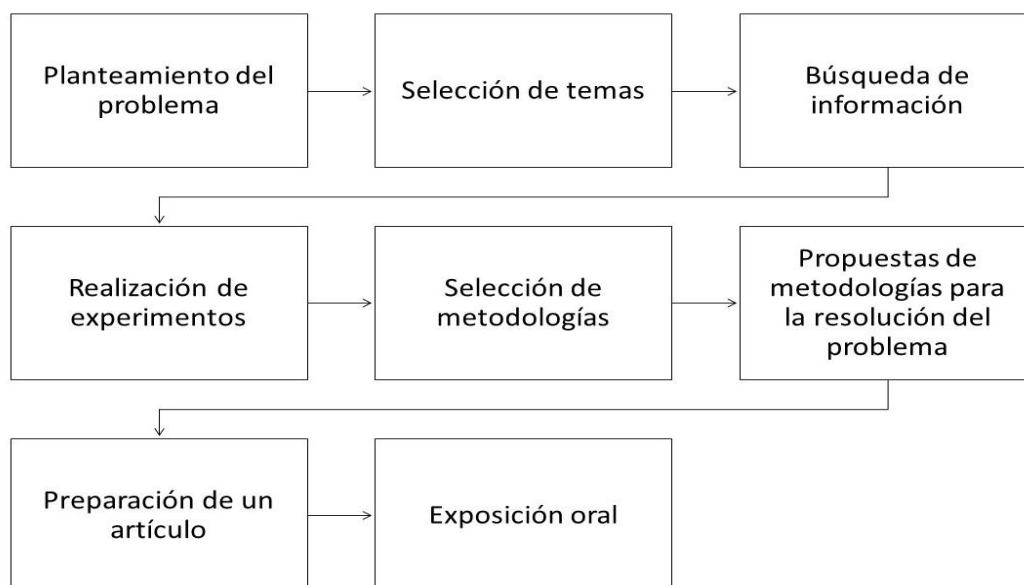 Planteamiento del
problema
Selección de temas
Búsqueda de
información
Realización de
experimentos
Selección de
metodologías
Propuestas de
metodologías para
la resolución del
problema
Preparación de un
artículo
Exposición oral